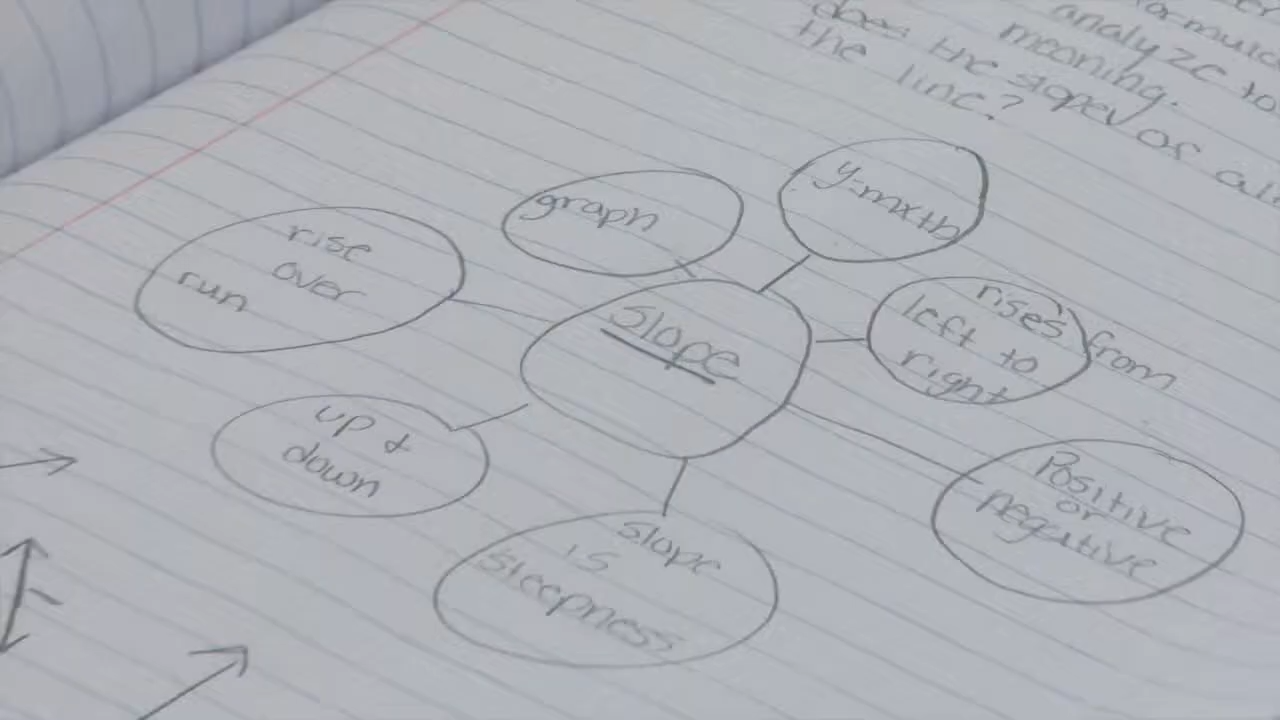 analyze to
meaning.
does the slope of
the line?
y=mx+b
graph
rise
over
run
Slope
rises from
left to
right
up &
down
Positive
or
negative
slope
is
steepness